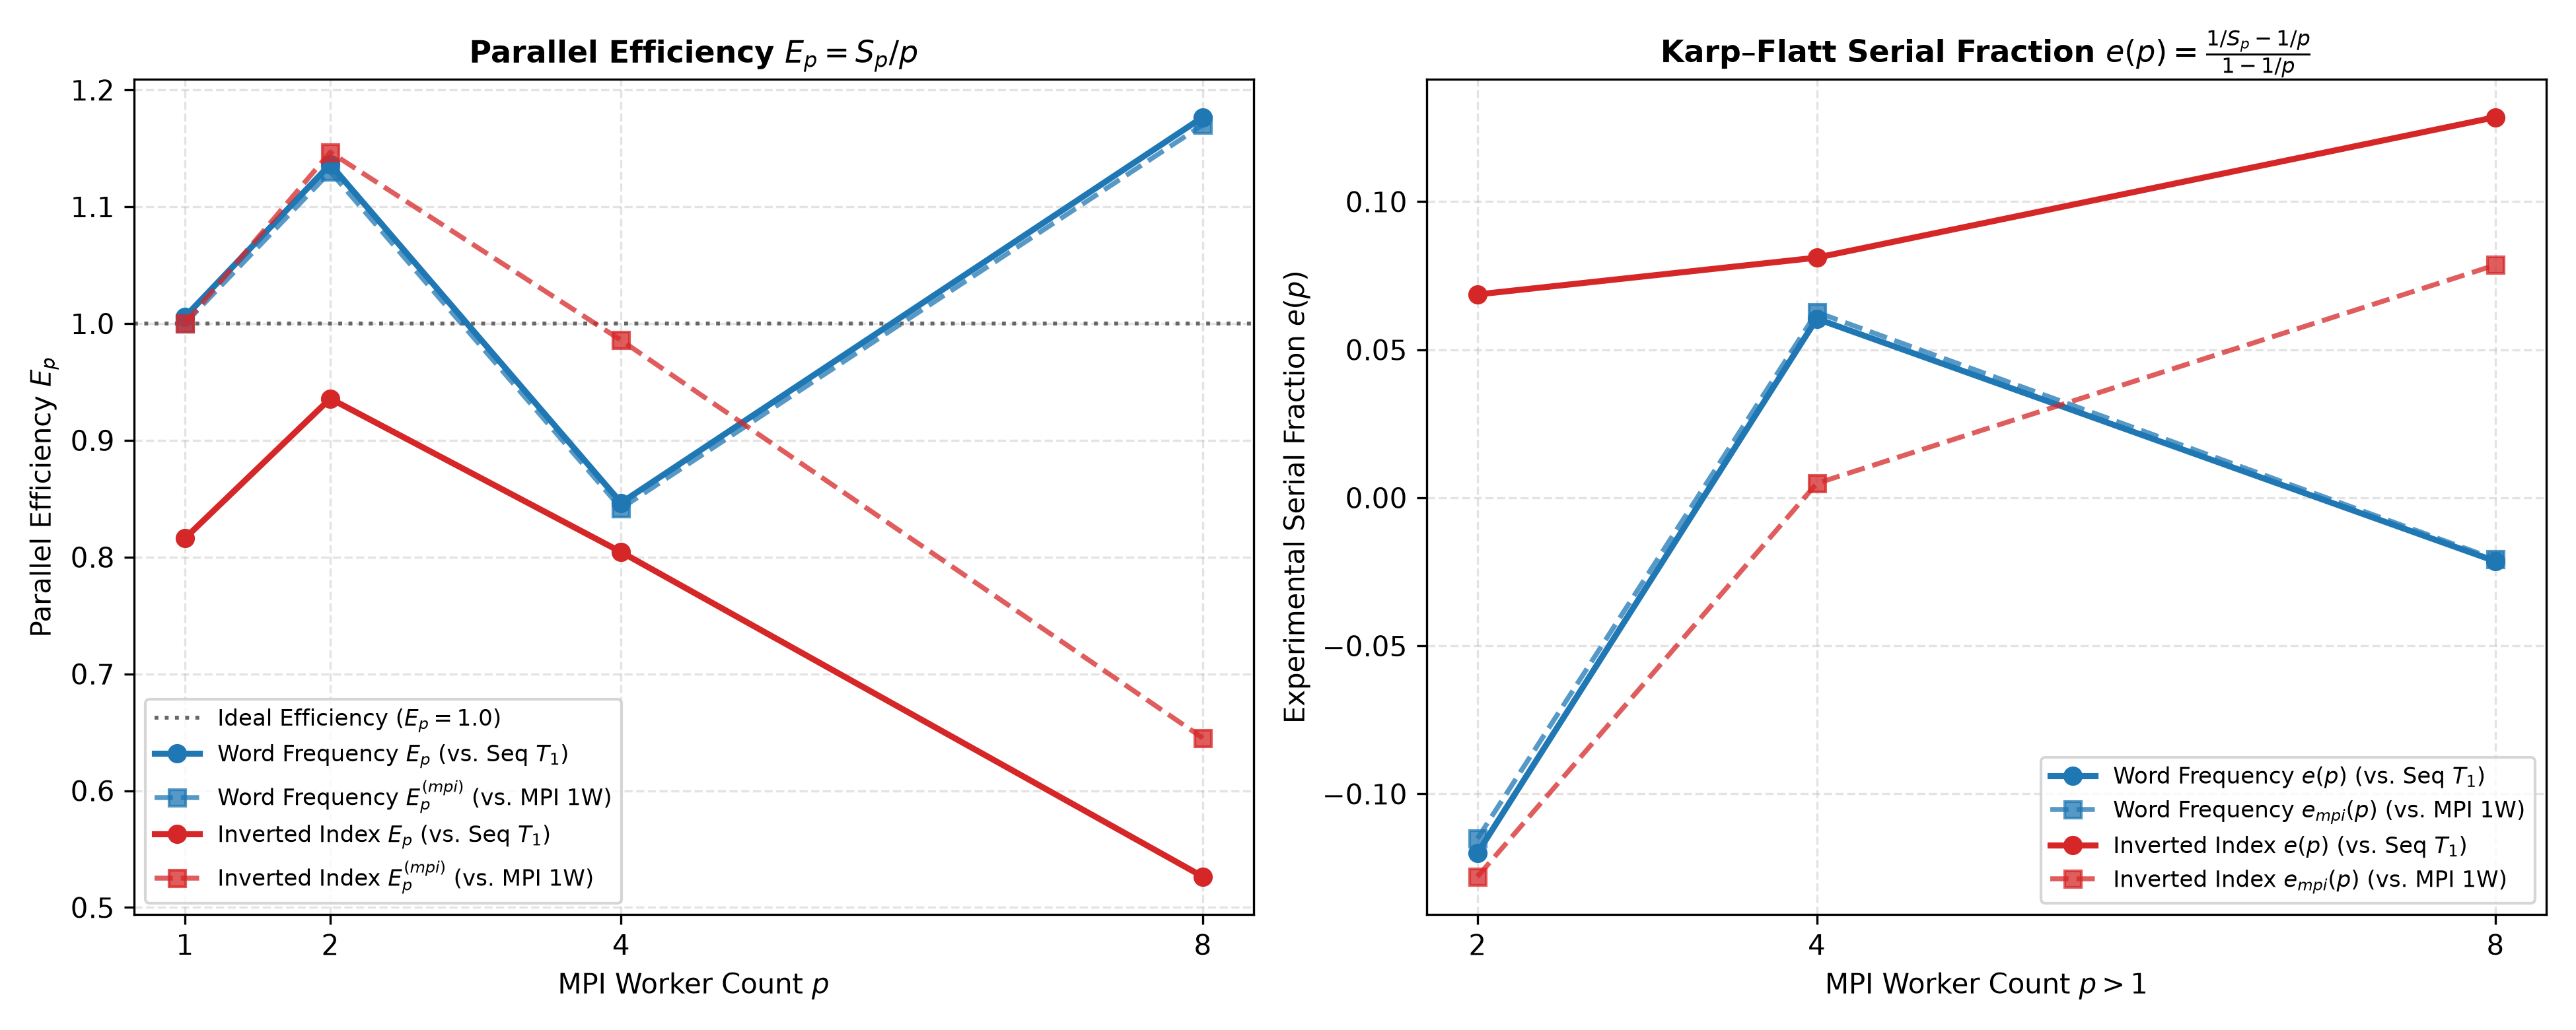 Parallel Efficiency $E_p = S_p/p$
1.2
1.1
1.0
0.9
0.8
0.7
0.6
0.5
Parallel Efficiency $E_p$
Ideal Efficiency ($E_p = 1.0$)
Word Frequency $E_p$ (vs. Seq $T_1$)
Word Frequency $E_p^{(mpi)}$ (vs. MPI 1W)
Inverted Index $E_p$ (vs. Seq $T_1$)
Inverted Index $E_p^{(mpi)}$ (vs. MPI 1W)
1 2 4 8
MPI Worker Count $p$
Karp–Flatt Serial Fraction $e(p) = \frac{1/S_p - 1/p}{1 - 1/p}$
0.10
0.05
0.00
−0.05
−0.10
Experimental Serial Fraction $e(p)$
Word Frequency $e(p)$ (vs. Seq $T_1$)
Word Frequency $e_{mpi}(p)$ (vs. MPI 1W)
Inverted Index $e(p)$ (vs. Seq $T_1$)
Inverted Index $e_{mpi}(p)$ (vs. MPI 1W)
2 4 8
MPI Worker Count $p > 1$